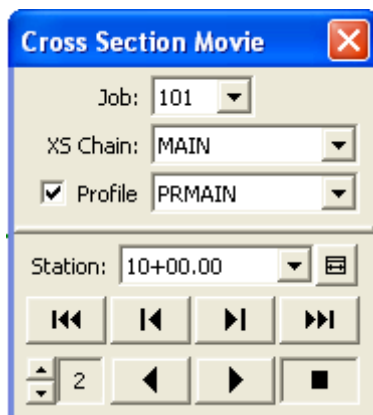 Cross Section Movie
Job: 101
XS Chain: MAIN
Profile PRMAIN
Station: 10+00.00
2